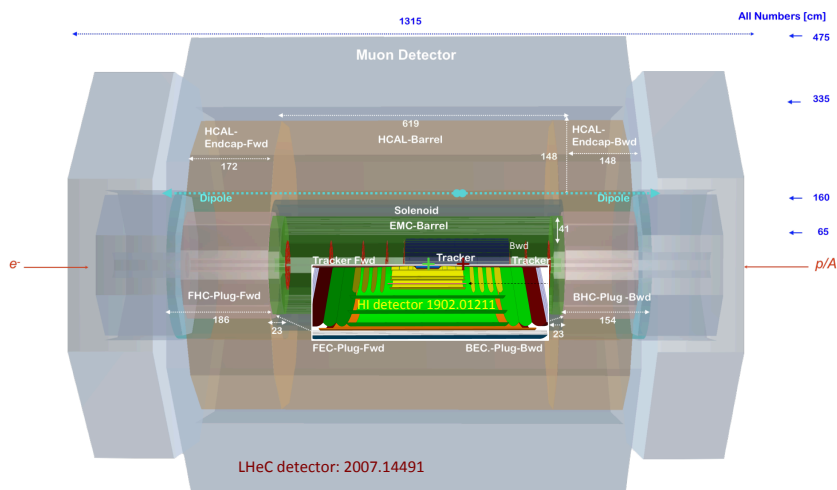 1315
All Numbers [cm]
475
Muon Detector
335
619
HCAL-
Endcap-Fwd
HCAL-Barrel
HCAL-
Endcap-Bwd
172
148
148
Dipole
Dipole
160
Solenoid
EMC-Barrel
41
65
Bwd
Tracker Fwd
Tracker
Tracker
e-
p/A
FHC-Plug-Fwd
HI detector 1902.01211
BHC-Plug -Bwd
186
23
23
154
FEC-Plug-Fwd
BEC.-Plug-Bwd
LHeC detector: 2007.14491